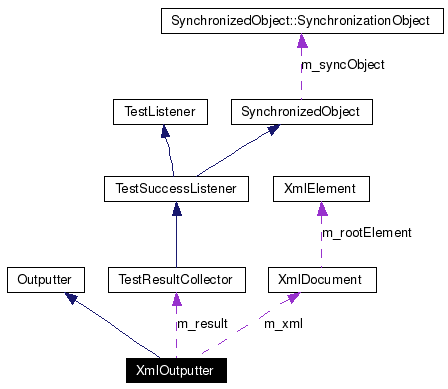 SynchronizedObject::SynchronizationObject
m_syncObject
TestListener
SynchronizedObject
TestSuccessListener
XmlElement
m_rootElement
Outputter
TestResultCollector
XmlDocument
m_result
m_xml
XmlOutputter